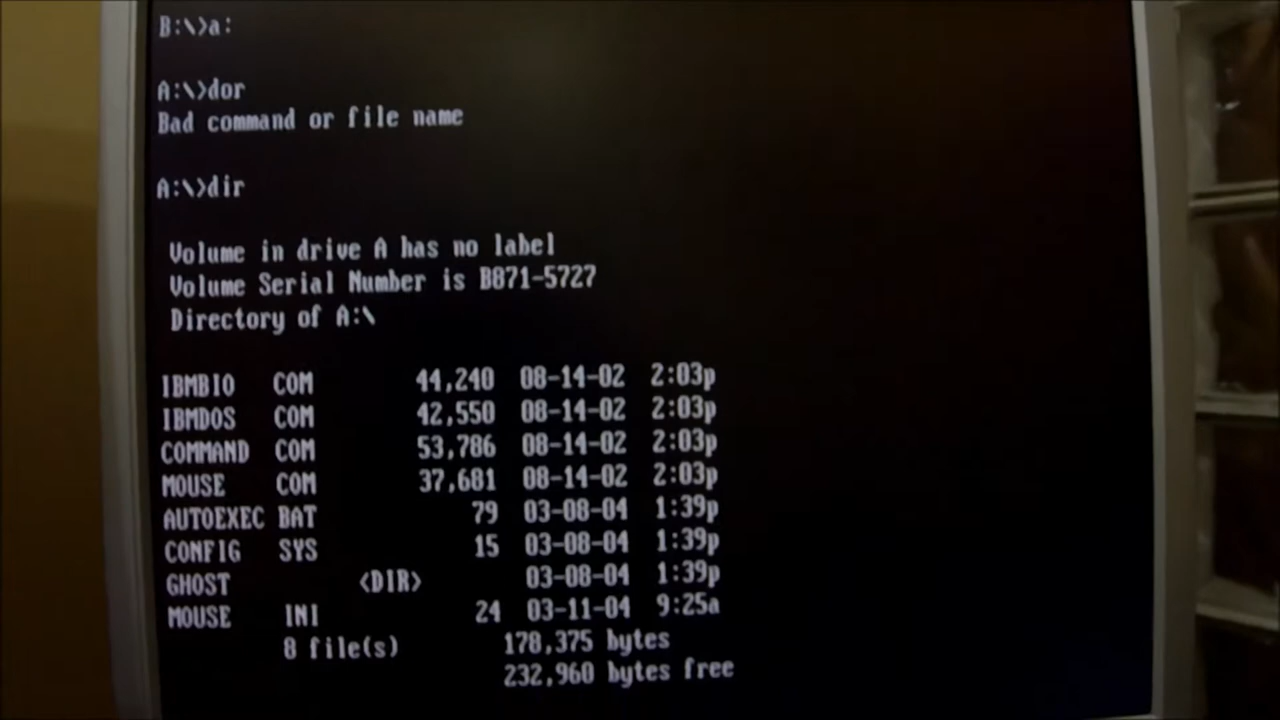 B:\>a:
A:\>dor
Bad command or file name
A:\>dir
Volume in drive A has no label
Volume Serial Number is B871-5727
Directory of A:\
IBMBIO COM 44,240 08-14-02 2:03p
IBMDOS COM 42,550 08-14-02 2:03p
COMMAND COM 53,786 08-14-02 2:03p
MOUSE COM 37,681 08-14-02 2:03p
AUTOEXEC BAT 79 03-08-04 1:39p
CONFIG SYS 15 03-08-04 1:39p
GHOST <DIR> 03-08-04 1:39p
MOUSE INI 24 03-11-04 9:25a
8 file(s) 178,375 bytes
232,960 bytes free